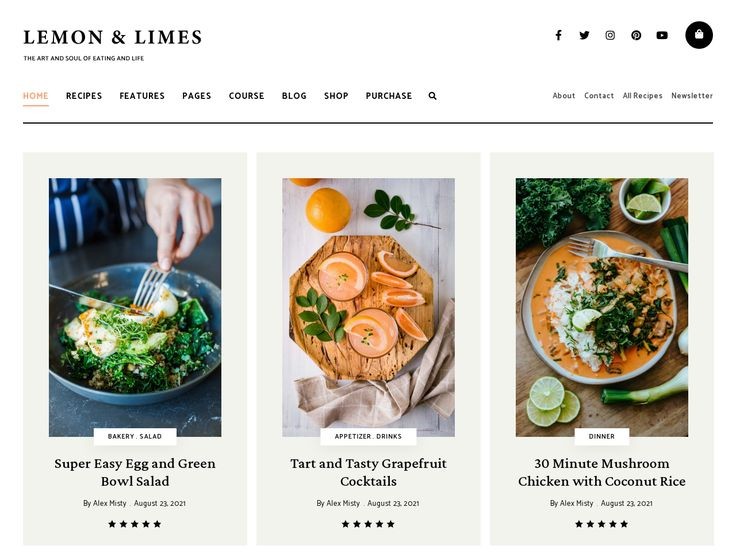 LEMON & LIMES
THE ART AND SOUL OF EATING AND LIFE
HOME RECIPES FEATURES PAGES COURSE BLOG SHOP PURCHASE
About Contact All Recipes Newsletter
BAKERY . SALAD
Super Easy Egg and Green
Bowl Salad
By Alex Misty . August 23, 2021
APPETIZER . DRINKS
Tart and Tasty Grapefruit
Cocktails
By Alex Misty . August 23, 2021
DINNER
30 Minute Mushroom
Chicken with Coconut Rice
By Alex Misty . August 23, 2021